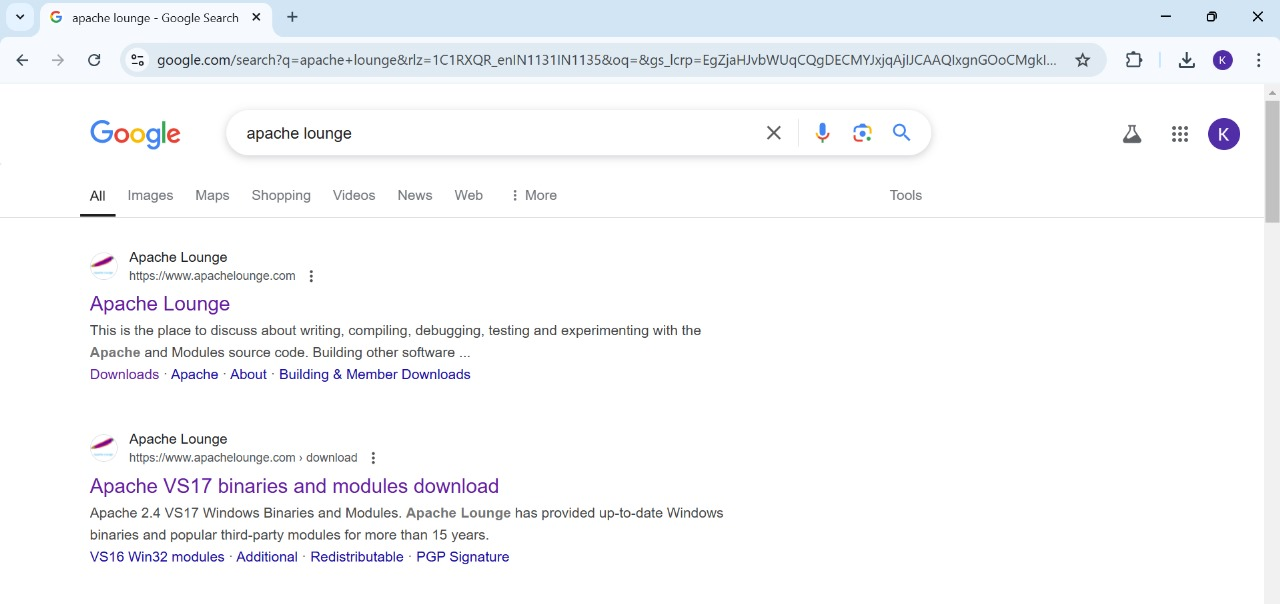 apache lounge - Google Search
google.com/search?q=apache+lounge&rlz=1C1RXQR_enIN1131IN1135&oq=&gs_lcrp=EgZjaHJvbWUqCQgDECMYJxjqAjIJCAAQIxgnGOoCMgkI...
K
Google
apache lounge
K
All Images Maps Shopping Videos News Web More Tools
Apache Lounge
https://www.apachelounge.com
Apache Lounge
This is the place to discuss about writing, compiling, debugging, testing and experimenting with the
Apache and Modules source code. Building other software ...
Downloads · Apache · About · Building & Member Downloads
Apache Lounge
https://www.apachelounge.com › download
Apache VS17 binaries and modules download
Apache 2.4 VS17 Windows Binaries and Modules. Apache Lounge has provided up-to-date Windows
binaries and popular third-party modules for more than 15 years.
VS16 Win32 modules · Additional · Redistributable · PGP Signature